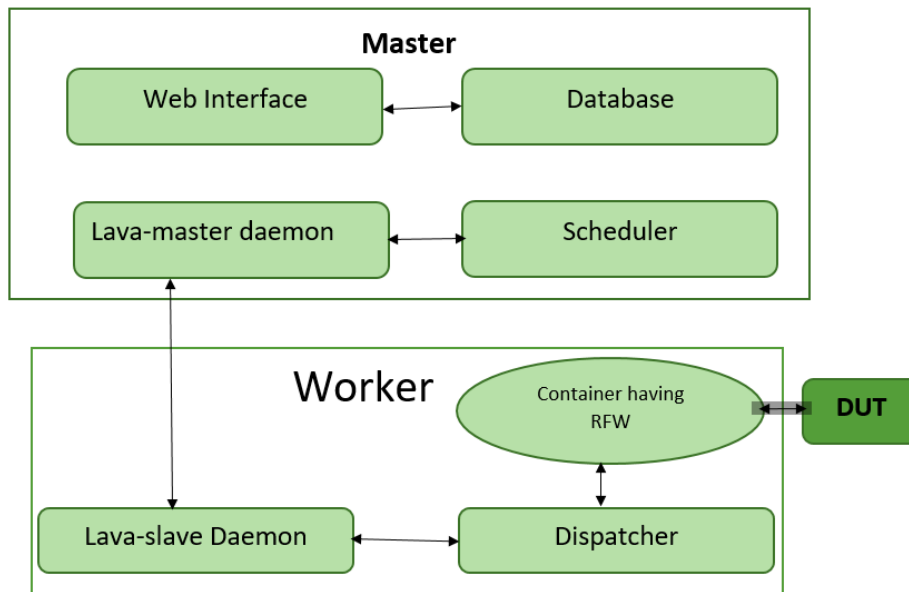 Master
Web Interface
Database
Lava-master daemon
Scheduler
Worker
Container having
RFW
DUT
Lava-slave Daemon
Dispatcher